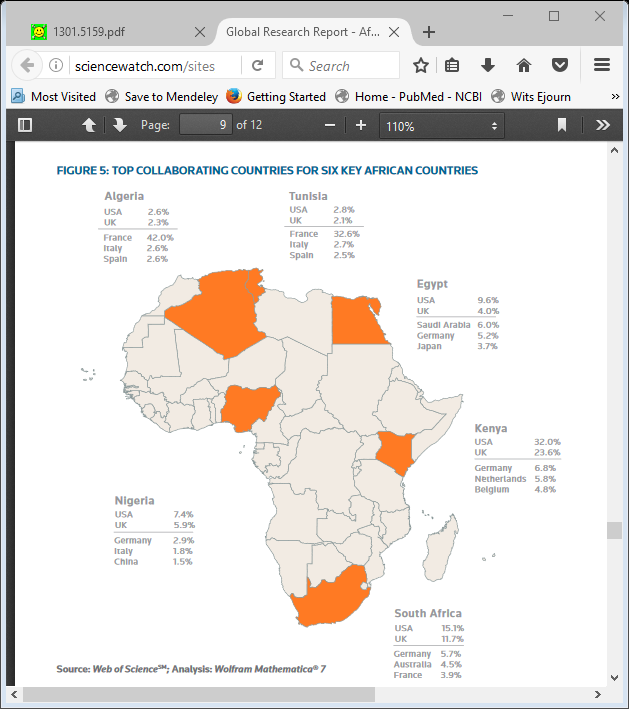 1301.5159.pdf
Global Research Report - Af...
sciencewatch.com/sites
Search
Most Visited
Save to Mendeley
Getting Started
Home - PubMed - NCBI
Wits Ejourn
Page: 9 of 12
110%
FIGURE 5: TOP COLLABORATING COUNTRIES FOR SIX KEY AFRICAN COUNTRIES
Algeria
USA 2.6%
UK 2.3%
France 42.0%
Italy 2.6%
Spain 2.6%
Tunisia
USA 2.8%
UK 2.1%
France 32.6%
Italy 2.7%
Spain 2.5%
Egypt
USA 9.6%
UK 4.0%
Saudi Arabia 6.0%
Germany 5.2%
Japan 3.7%
Kenya
USA 32.0%
UK 23.6%
Germany 6.8%
Netherlands 5.8%
Belgium 4.8%
Nigeria
USA 7.4%
UK 5.9%
Germany 2.9%
Italy 1.8%
China 1.5%
South Africa
USA 15.1%
UK 11.7%
Germany 5.7%
Australia 4.5%
France 3.9%
Source: Web of Science℠; Analysis: Wolfram Mathematica® 7